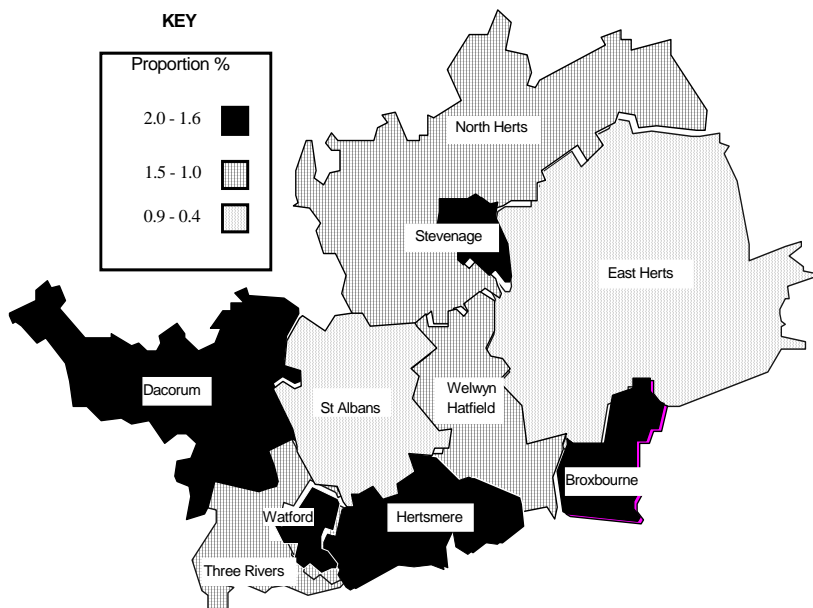 KEY
Proportion %
2.0 - 1.6
1.5 - 1.0
0.9 - 0.4
North Herts
Stevenage
East Herts
Dacorum
St Albans
Welwyn
Hatfield
Broxbourne
Watford
Hertsmere
Three Rivers